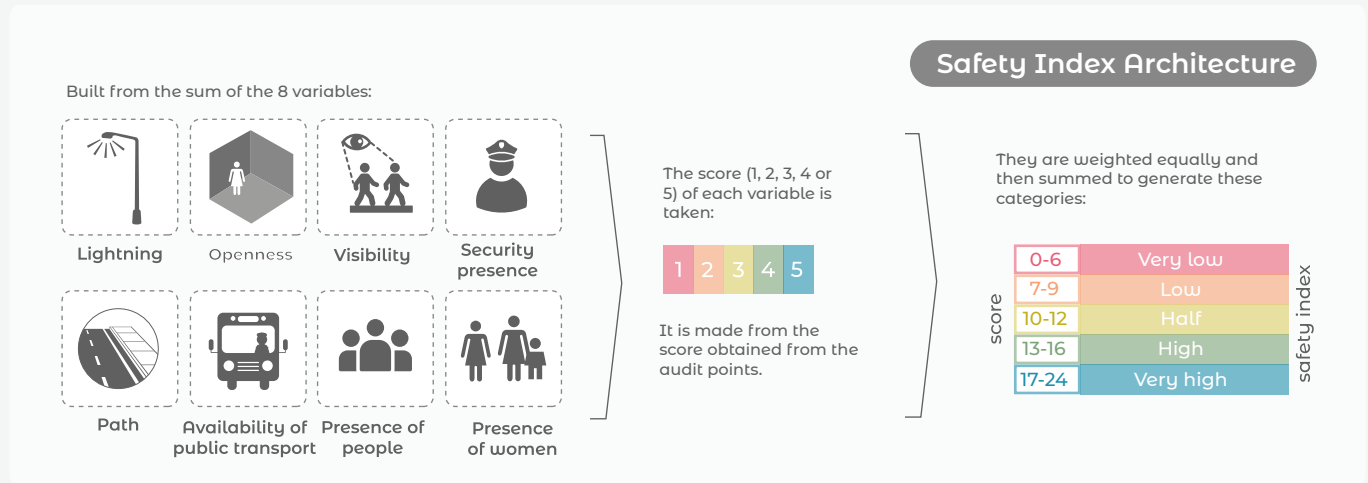 Safety Index Architecture
Built from the sum of the 8 variables:
Lightning
Openness
Visibility
Security
presence
Path
Availability of
public transport
Presence of
people
Presence
of women
The score (1, 2, 3, 4 or
5) of each variable is
taken:
1 2 3 4 5
It is made from the
score obtained from the
audit points.
They are weighted equally and
then summed to generate these
categories:
score
0-6 Very low
7-9 Low
10-12 Half
13-16 High
17-24 Very high
safety index